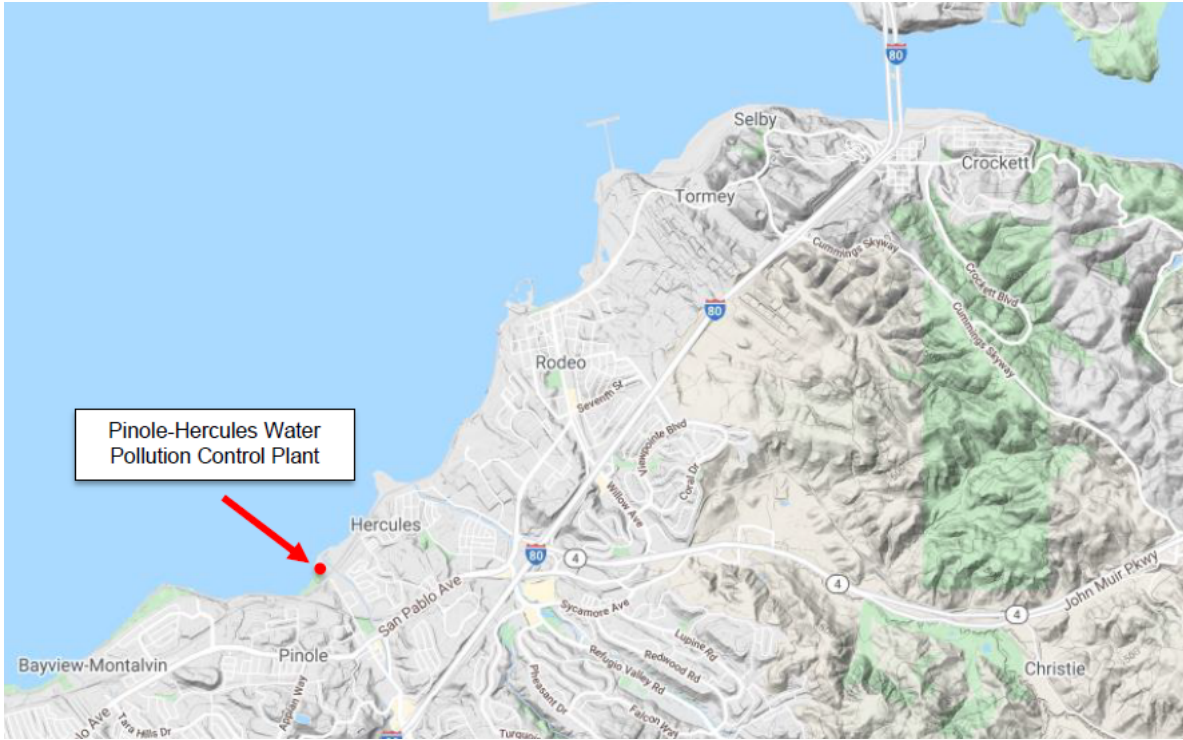 80
Selby
Crockett
Tormey
Cummings Skyway
Crockett Blvd
80
Cummings Skyway
Rodeo
Seventh St
Viewpointe Blvd
Coral Dr
Willow Ave
Pinole-Hercules Water
Pollution Control Plant
Hercules
80
4
4
John Muir Pkwy
4
San Pablo Ave
Sycamore Ave
Lupine Rd
Redwood Rd
Refugio Valley Rd
Pinole
Bayview-Montalvin
Christie
Appian Way
Pheasant Dr
Falcon Way
Tara Hills Dr
Ave
Turquoi